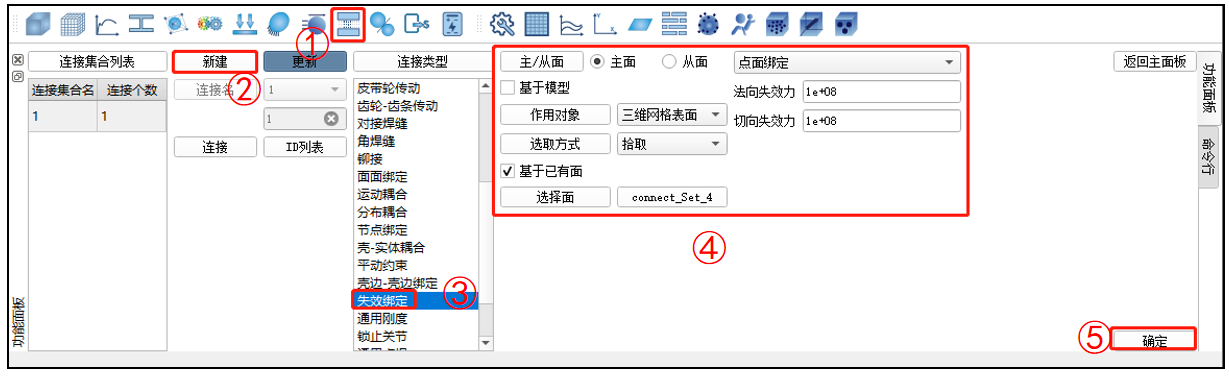 ①
连接集合列表
新建
更新
连接类型
主/从面
主面
从面
点面绑定
返回主面板
功能面板
命令行
连接集合名
连接个数
②
连接名
1
1
1
1
连接
ID列表
皮带轮传动
齿轮-齿条传动
对接焊缝
角焊缝
铆接
面面绑定
运动耦合
分布耦合
节点绑定
壳-实体耦合
平动约束
壳边-壳边绑定
失效绑定
通用刚度
锁止关节
③
基于模型
作用对象
三维网格表面
选取方式
拾取
基于已有面
选择面
connect_Set_4
法向失效力
1e+08
切向失效力
1e+08
④
⑤
确定
功能面板